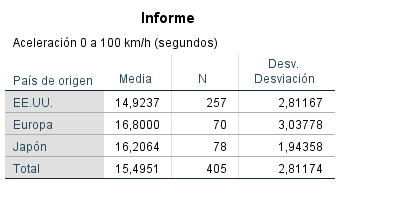 Informe
Aceleración 0 a 100 km/h (segundos)
País de origen Media N Desv. Desviación
EE.UU. 14,9237 257 2,81167
Europa 16,8000 70 3,03778
Japón 16,2064 78 1,94358
Total 15,4951 405 2,81174